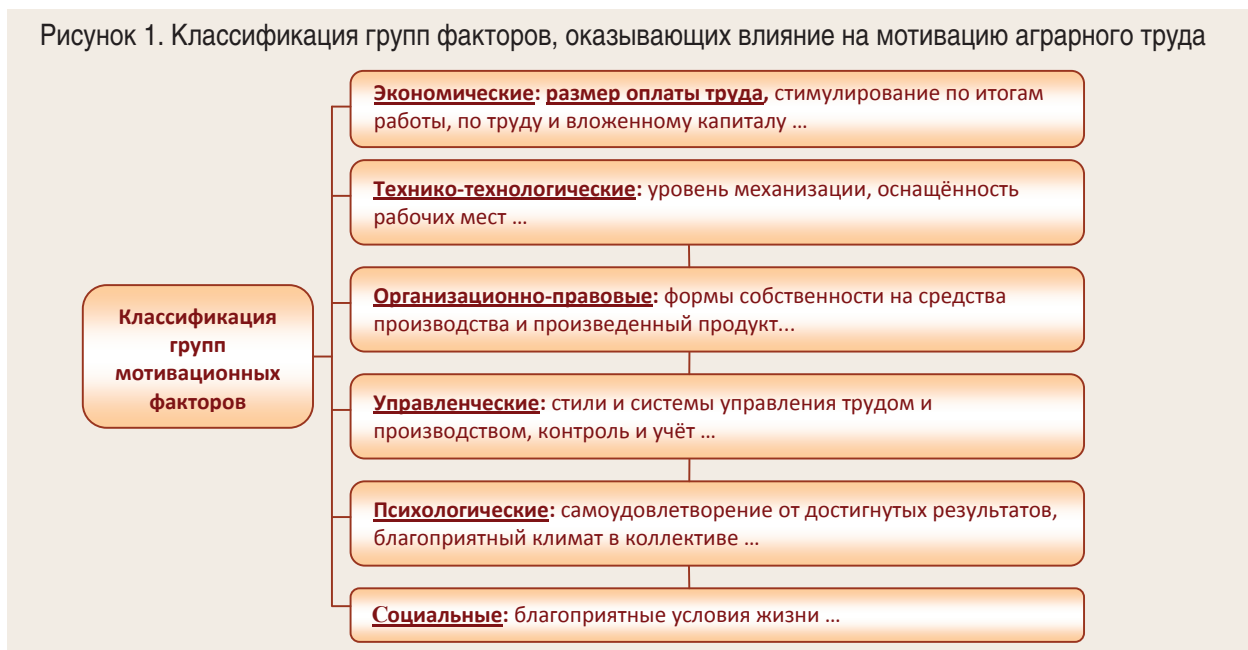 Рисунок 1. Классификация групп факторов, оказывающих влияние на мотивацию аграрного труда
Экономические: размер оплаты труда, стимулирование по итогам
работы, по труду и вложенному капиталу ...
Технико-технологические: уровень механизации, оснащённость
рабочих мест ...
Организационно-правовые: формы собственности на средства
производства и произведенный продукт...
Классификация
групп
мотивационных
факторов
Управленческие: стили и системы управления трудом и
производством, контроль и учёт ...
Психологические: самоудовлетворение от достигнутых результатов,
благоприятный климат в коллективе ...
Социальные: благоприятные условия жизни ...